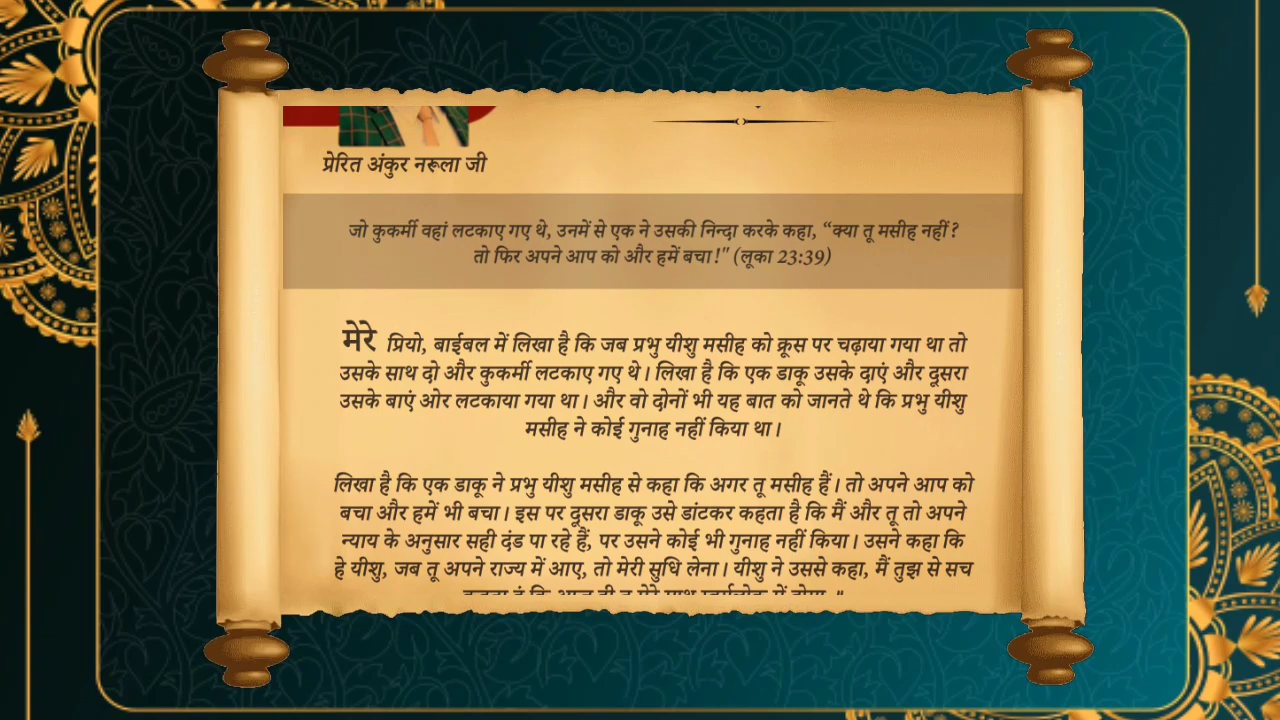 प्रेरित अंकुर नरूला जी
जो कुकर्मी वहां लटकाए गए थे, उनमें से एक ने उसकी निन्दा करके कहा, “क्या तू मसीह नहीं?
तो फिर अपने आप को और हमें बचा!" (लूका 23:39)
मेरे प्रियो, बाईबल में लिखा है कि जब प्रभु यीशु मसीह को क्रूस पर चढ़ाया गया था तो
उसके साथ दो और कुकर्मी लटकाए गए थे। लिखा है कि एक डाकू उसके दाएं और दूसरा
उसके बाएं ओर लटकाया गया था। और वो दोनों भी यह बात को जानते थे कि प्रभु यीशु
मसीह ने कोई गुनाह नहीं किया था।
लिखा है कि एक डाकू ने प्रभु यीशु मसीह से कहा कि अगर तू मसीह हैं। तो अपने आप को
बचा और हमें भी बचा। इस पर दूसरा डाकू उसे डांटकर कहता है कि मैं और तू तो अपने
न्याय के अनुसार सही दंड पा रहे हैं, पर उसने कोई भी गुनाह नहीं किया। उसने कहा कि
हे यीशु, जब तू अपने राज्य में आए, तो मेरी सुधि लेना। यीशु ने उससे कहा, मैं तुझ से सच